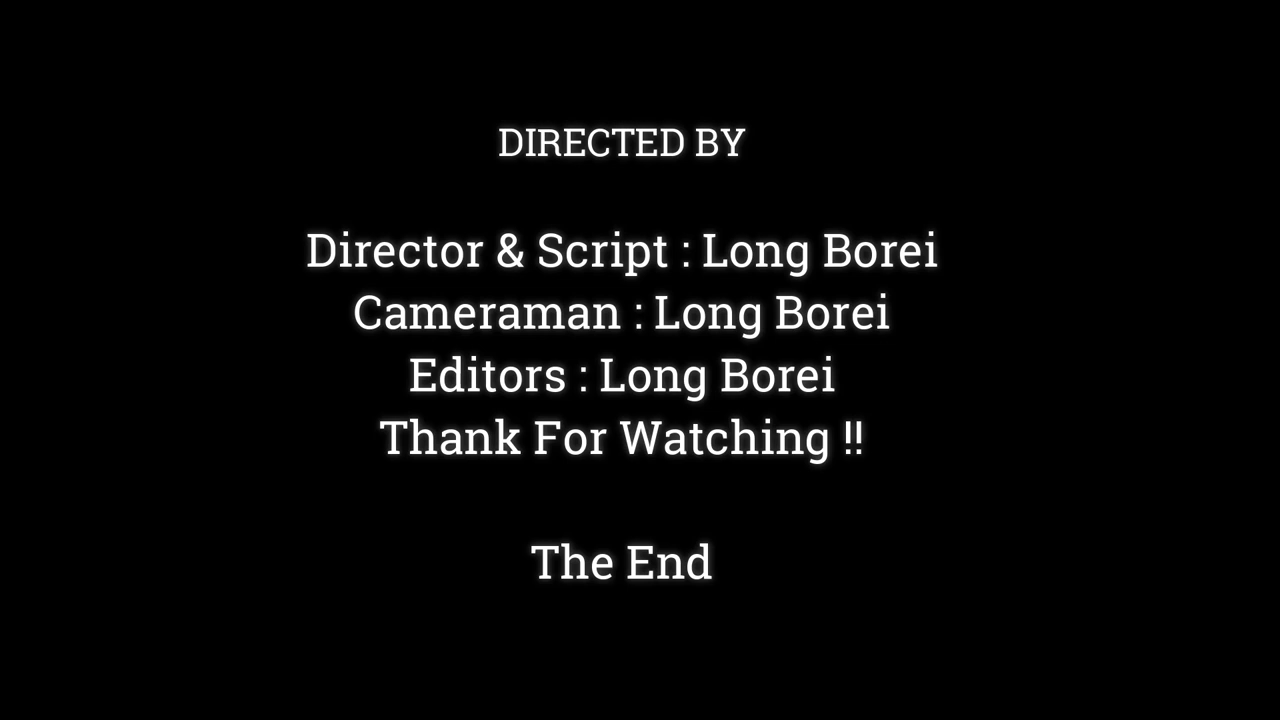 DIRECTED BY
Director & Script : Long Borei
Cameraman : Long Borei
Editors : Long Borei
Thank For Watching !!
The End